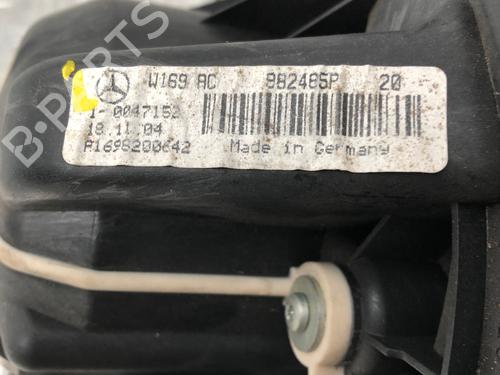 W169 AC 982485P 20
1-0047152
18.11.04
A1698200642 Made in Germany
B-PARTS